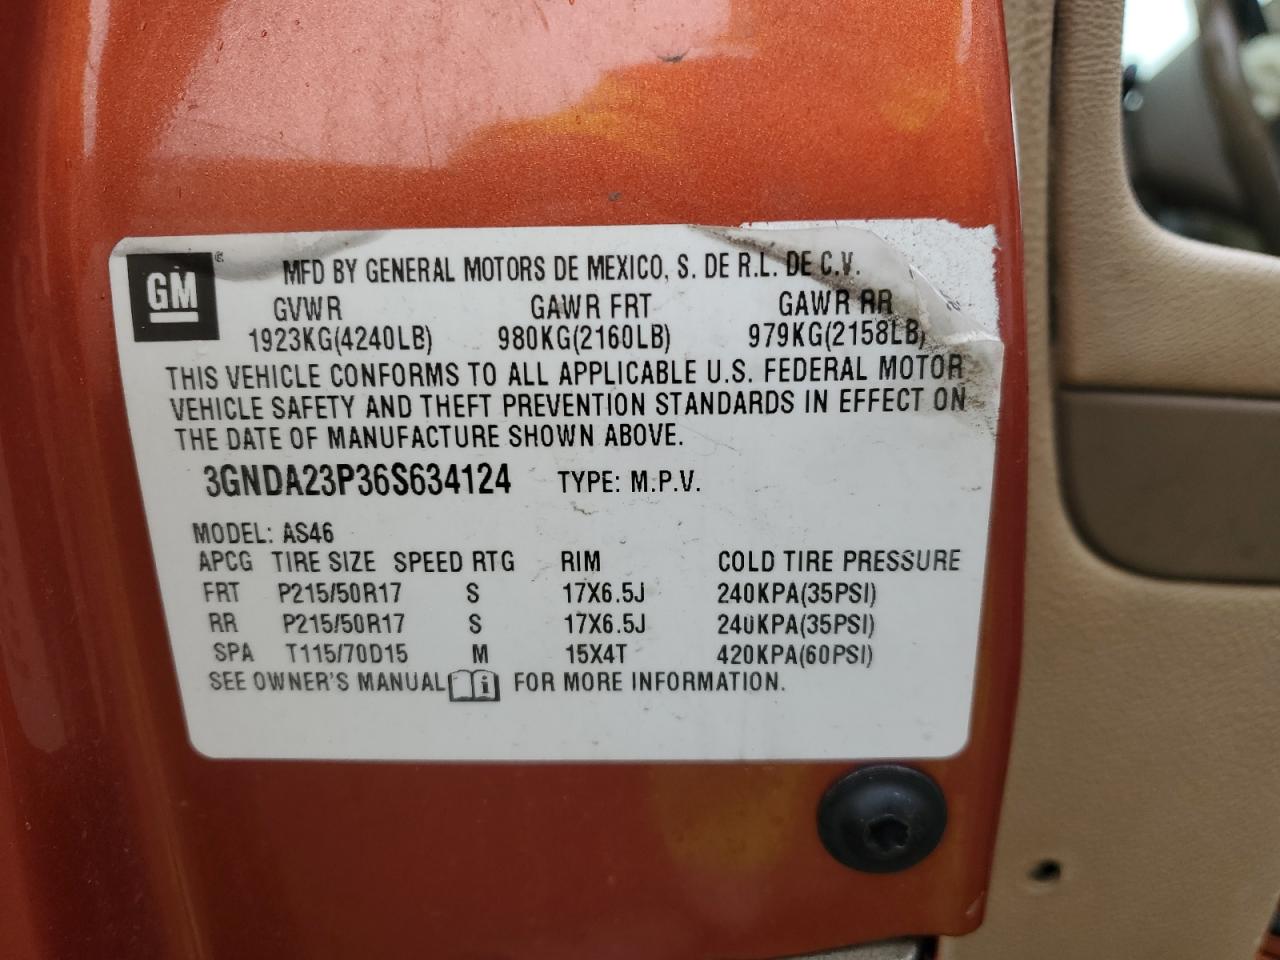 GM
MFD BY GENERAL MOTORS DE MEXICO, S. DE R.L. DE C.V.
GVWR GAWR FRT GAWR RR
1923KG(4240LB) 980KG(2160LB) 979KG(2158LB)
THIS VEHICLE CONFORMS TO ALL APPLICABLE U.S. FEDERAL MOTOR
VEHICLE SAFETY AND THEFT PREVENTION STANDARDS IN EFFECT ON
THE DATE OF MANUFACTURE SHOWN ABOVE.
3GNDA23P36S634124 TYPE: M.P.V.
MODEL: AS46
APCG TIRE SIZE SPEED RTG RIM COLD TIRE PRESSURE
FRT P215/50R17 S 17X6.5J 240KPA(35PSI)
RR P215/50R17 S 17X6.5J 240KPA(35PSI)
SPA T115/70D15 M 15X4T 420KPA(60PSI)
SEE OWNER'S MANUAL i FOR MORE INFORMATION.